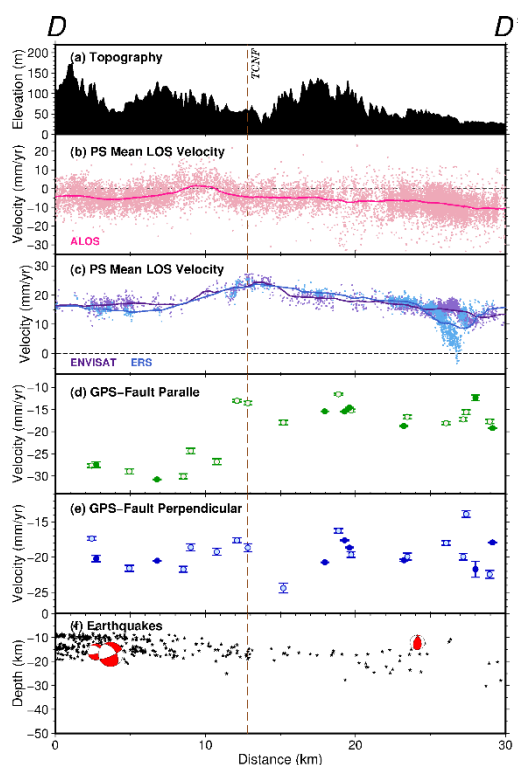 D D'
(a) Topography
TCNF
Elevation (m)
200
150
100
50
0
(b) PS Mean LOS Velocity
Velocity (mm/yr)
20
10
0
−10
−20
−30
ALOS
(c) PS Mean LOS Velocity
Velocity (mm/yr)
30
20
10
0
ENVISAT ERS
(d) GPS−Fault Paralle
Velocity (mm/yr)
−10
−15
−20
−25
−30
(e) GPS−Fault Perpendicular
Velocity (mm/yr)
−15
−20
−25
(f) Earthquakes
Depth (km)
0
−10
−20
−30
−40
−50
0 10 20 30
Distance (km)